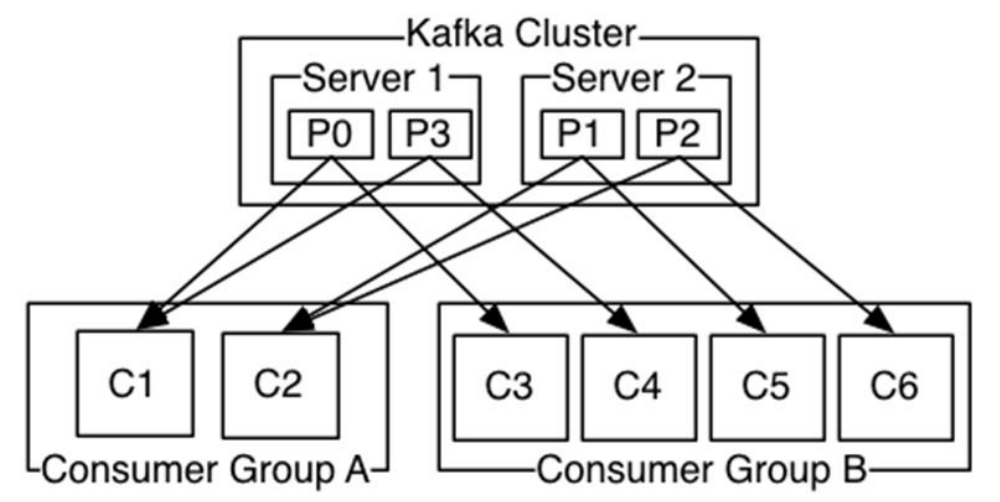 Kafka Cluster
Server 1 Server 2
P0 P3 P1 P2
C1 C2 C3 C4 C5 C6
Consumer Group A Consumer Group B